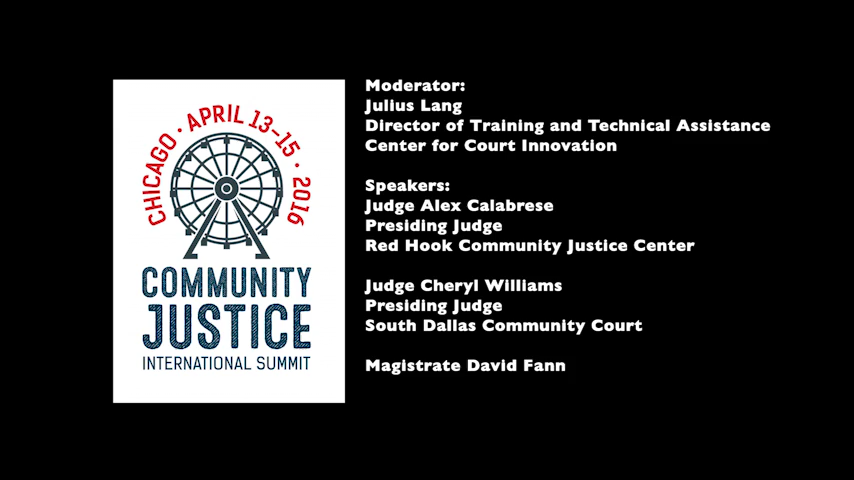 CHICAGO · APRIL 13-15 · 2016
COMMUNITY
JUSTICE
INTERNATIONAL SUMMIT
Moderator:
Julius Lang
Director of Training and Technical Assistance
Center for Court Innovation
Speakers:
Judge Alex Calabrese
Presiding Judge
Red Hook Community Justice Center
Judge Cheryl Williams
Presiding Judge
South Dallas Community Court
Magistrate David Fann